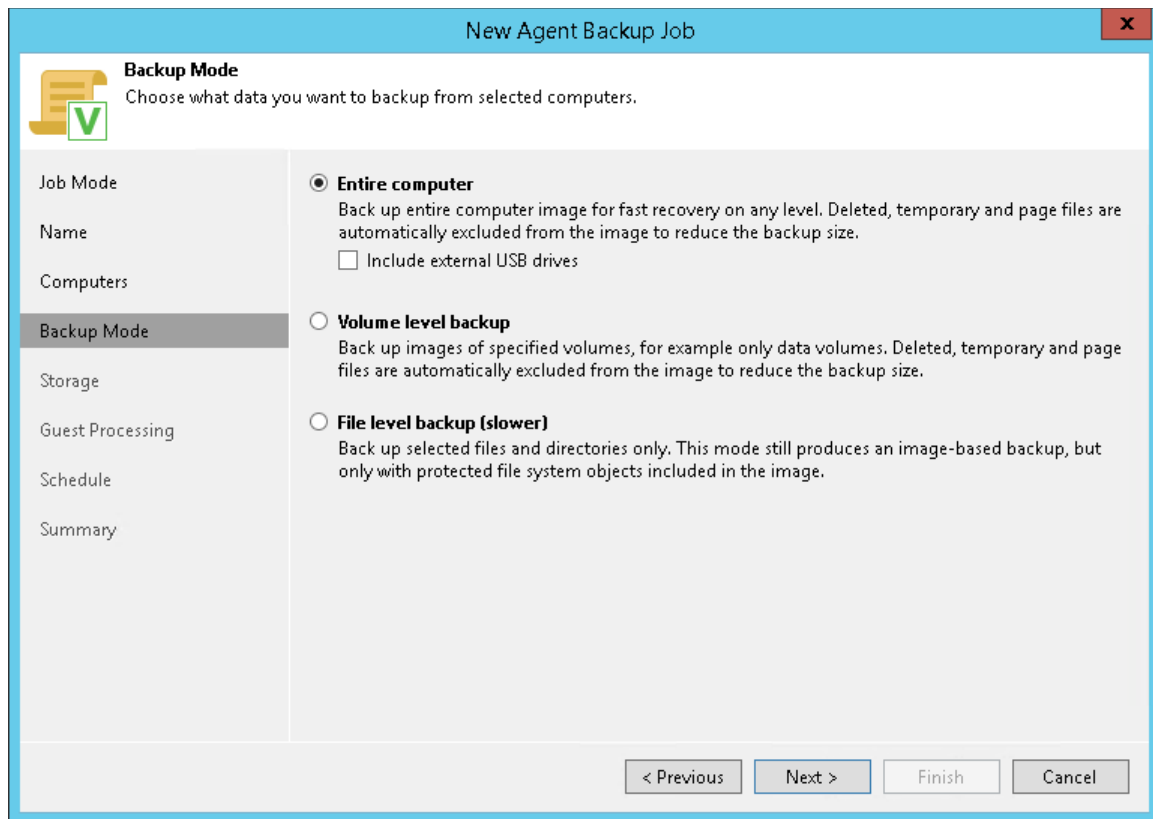 New Agent Backup Job
x
Backup Mode
Choose what data you want to backup from selected computers.
V
Job Mode
Name
Computers
Backup Mode
Storage
Guest Processing
Schedule
Summary
Entire computer
Back up entire computer image for fast recovery on any level. Deleted, temporary and page files are
automatically excluded from the image to reduce the backup size.
Include external USB drives
Volume level backup
Back up images of specified volumes, for example only data volumes. Deleted, temporary and page
files are automatically excluded from the image to reduce the backup size.
File level backup (slower)
Back up selected files and directories only. This mode still produces an image-based backup, but
only with protected file system objects included in the image.
< Previous
Next >
Finish
Cancel